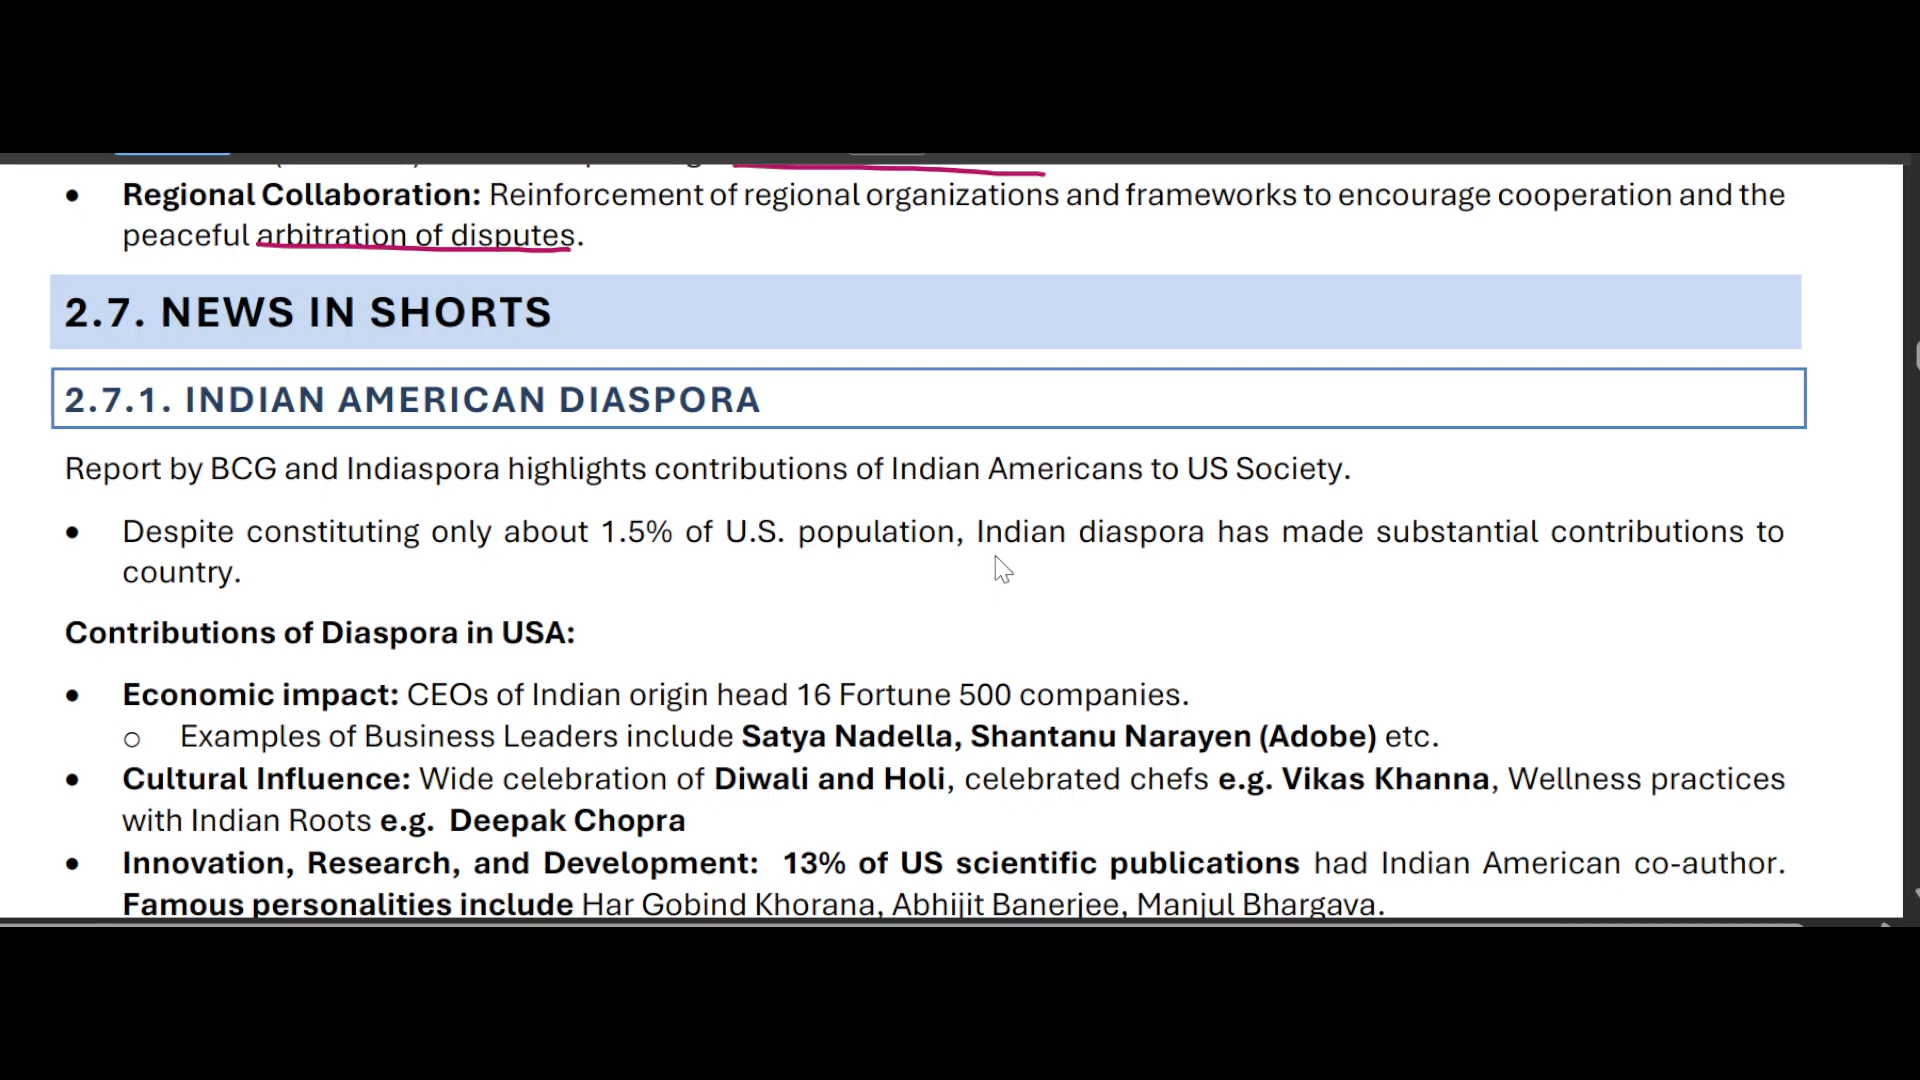 • Regional Collaboration: Reinforcement of regional organizations and frameworks to encourage cooperation and the
peaceful arbitration of disputes.
2.7. NEWS IN SHORTS
2.7.1. INDIAN AMERICAN DIASPORA
Report by BCG and Indiaspora highlights contributions of Indian Americans to US Society.
• Despite constituting only about 1.5% of U.S. population, Indian diaspora has made substantial contributions to
country.
Contributions of Diaspora in USA:
• Economic impact: CEOs of Indian origin head 16 Fortune 500 companies.
○ Examples of Business Leaders include Satya Nadella, Shantanu Narayen (Adobe) etc.
• Cultural Influence: Wide celebration of Diwali and Holi, celebrated chefs e.g. Vikas Khanna, Wellness practices
with Indian Roots e.g. Deepak Chopra
• Innovation, Research, and Development: 13% of US scientific publications had Indian American co-author.
Famous personalities include Har Gobind Khorana, Abhijit Banerjee, Manjul Bhargava.